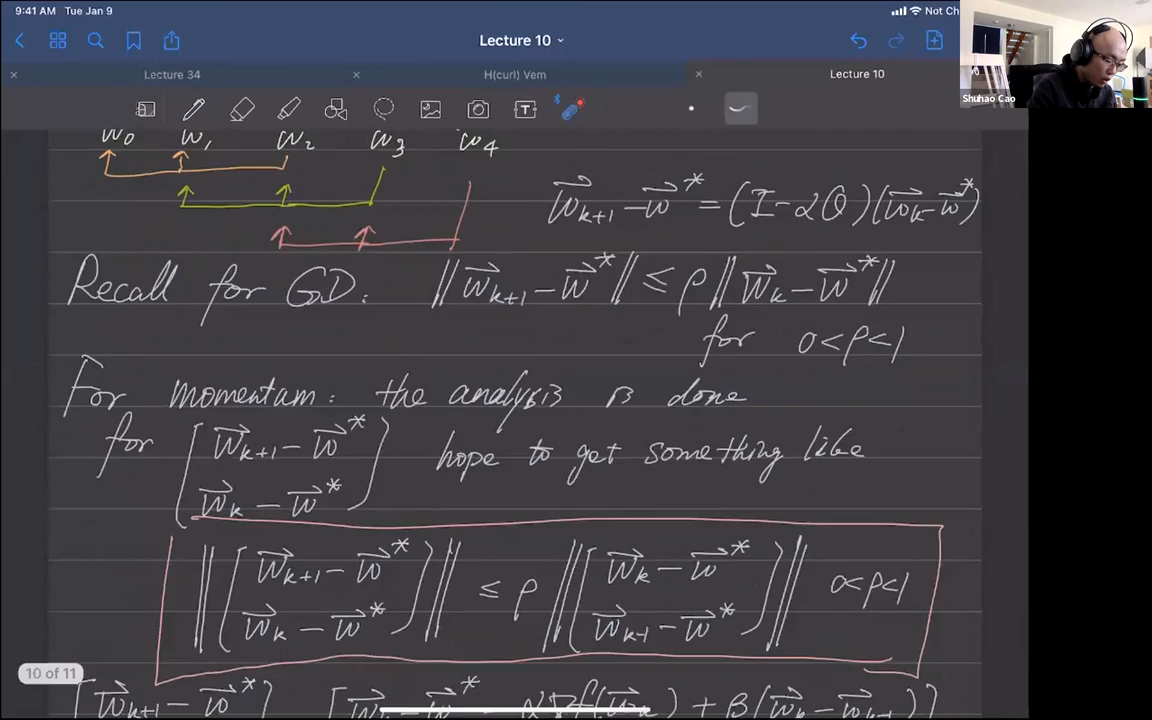 9:41 AM Tue Jan 9
Not Ch
Lecture 10
Lecture 34
H(curl) Vem
Lecture 10
Shuhao Cao
w₀ w₁ w₂ w₃ w₄
w⃗ₖ₊₁ − w⃗* = (I − αQ)(w⃗ₖ − w⃗*)
Recall for GD: ‖w⃗ₖ₊₁ − w⃗*‖ ≤ ρ‖w⃗ₖ − w⃗*‖
for 0<ρ<1
For momentum: the analysis is done
for [w⃗ₖ₊₁ − w⃗* ; w⃗ₖ − w⃗*] hope to get something like
‖[w⃗ₖ₊₁ − w⃗* ; w⃗ₖ − w⃗*]‖ ≤ ρ ‖[w⃗ₖ − w⃗* ; w⃗ₖ₋₁ − w⃗*]‖ 0<ρ<1
10 of 11
[w⃗ₖ₊₁ − w⃗*] [w⃗ₖ − w⃗* − α∇f(w⃗ₖ) + β(w⃗ₖ − w⃗ₖ₋₁)]